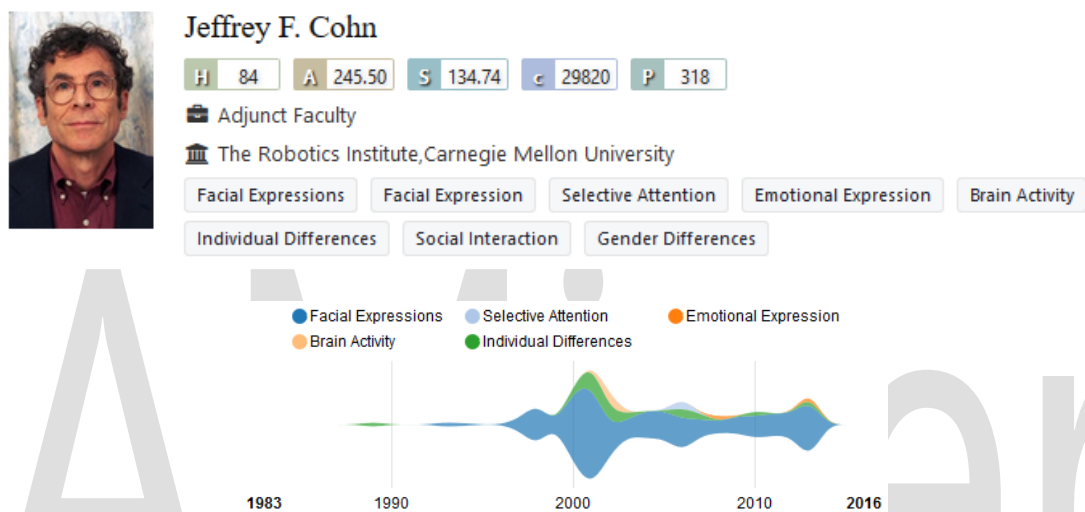 Jeffrey F. Cohn
H 84 A 245.50 S 134.74 c 29820 P 318
Adjunct Faculty
The Robotics Institute,Carnegie Mellon University
Facial Expressions Facial Expression Selective Attention Emotional Expression Brain Activity
Individual Differences Social Interaction Gender Differences
Facial Expressions Selective Attention Emotional Expression
Brain Activity Individual Differences
1983 1990 2000 2010 2016